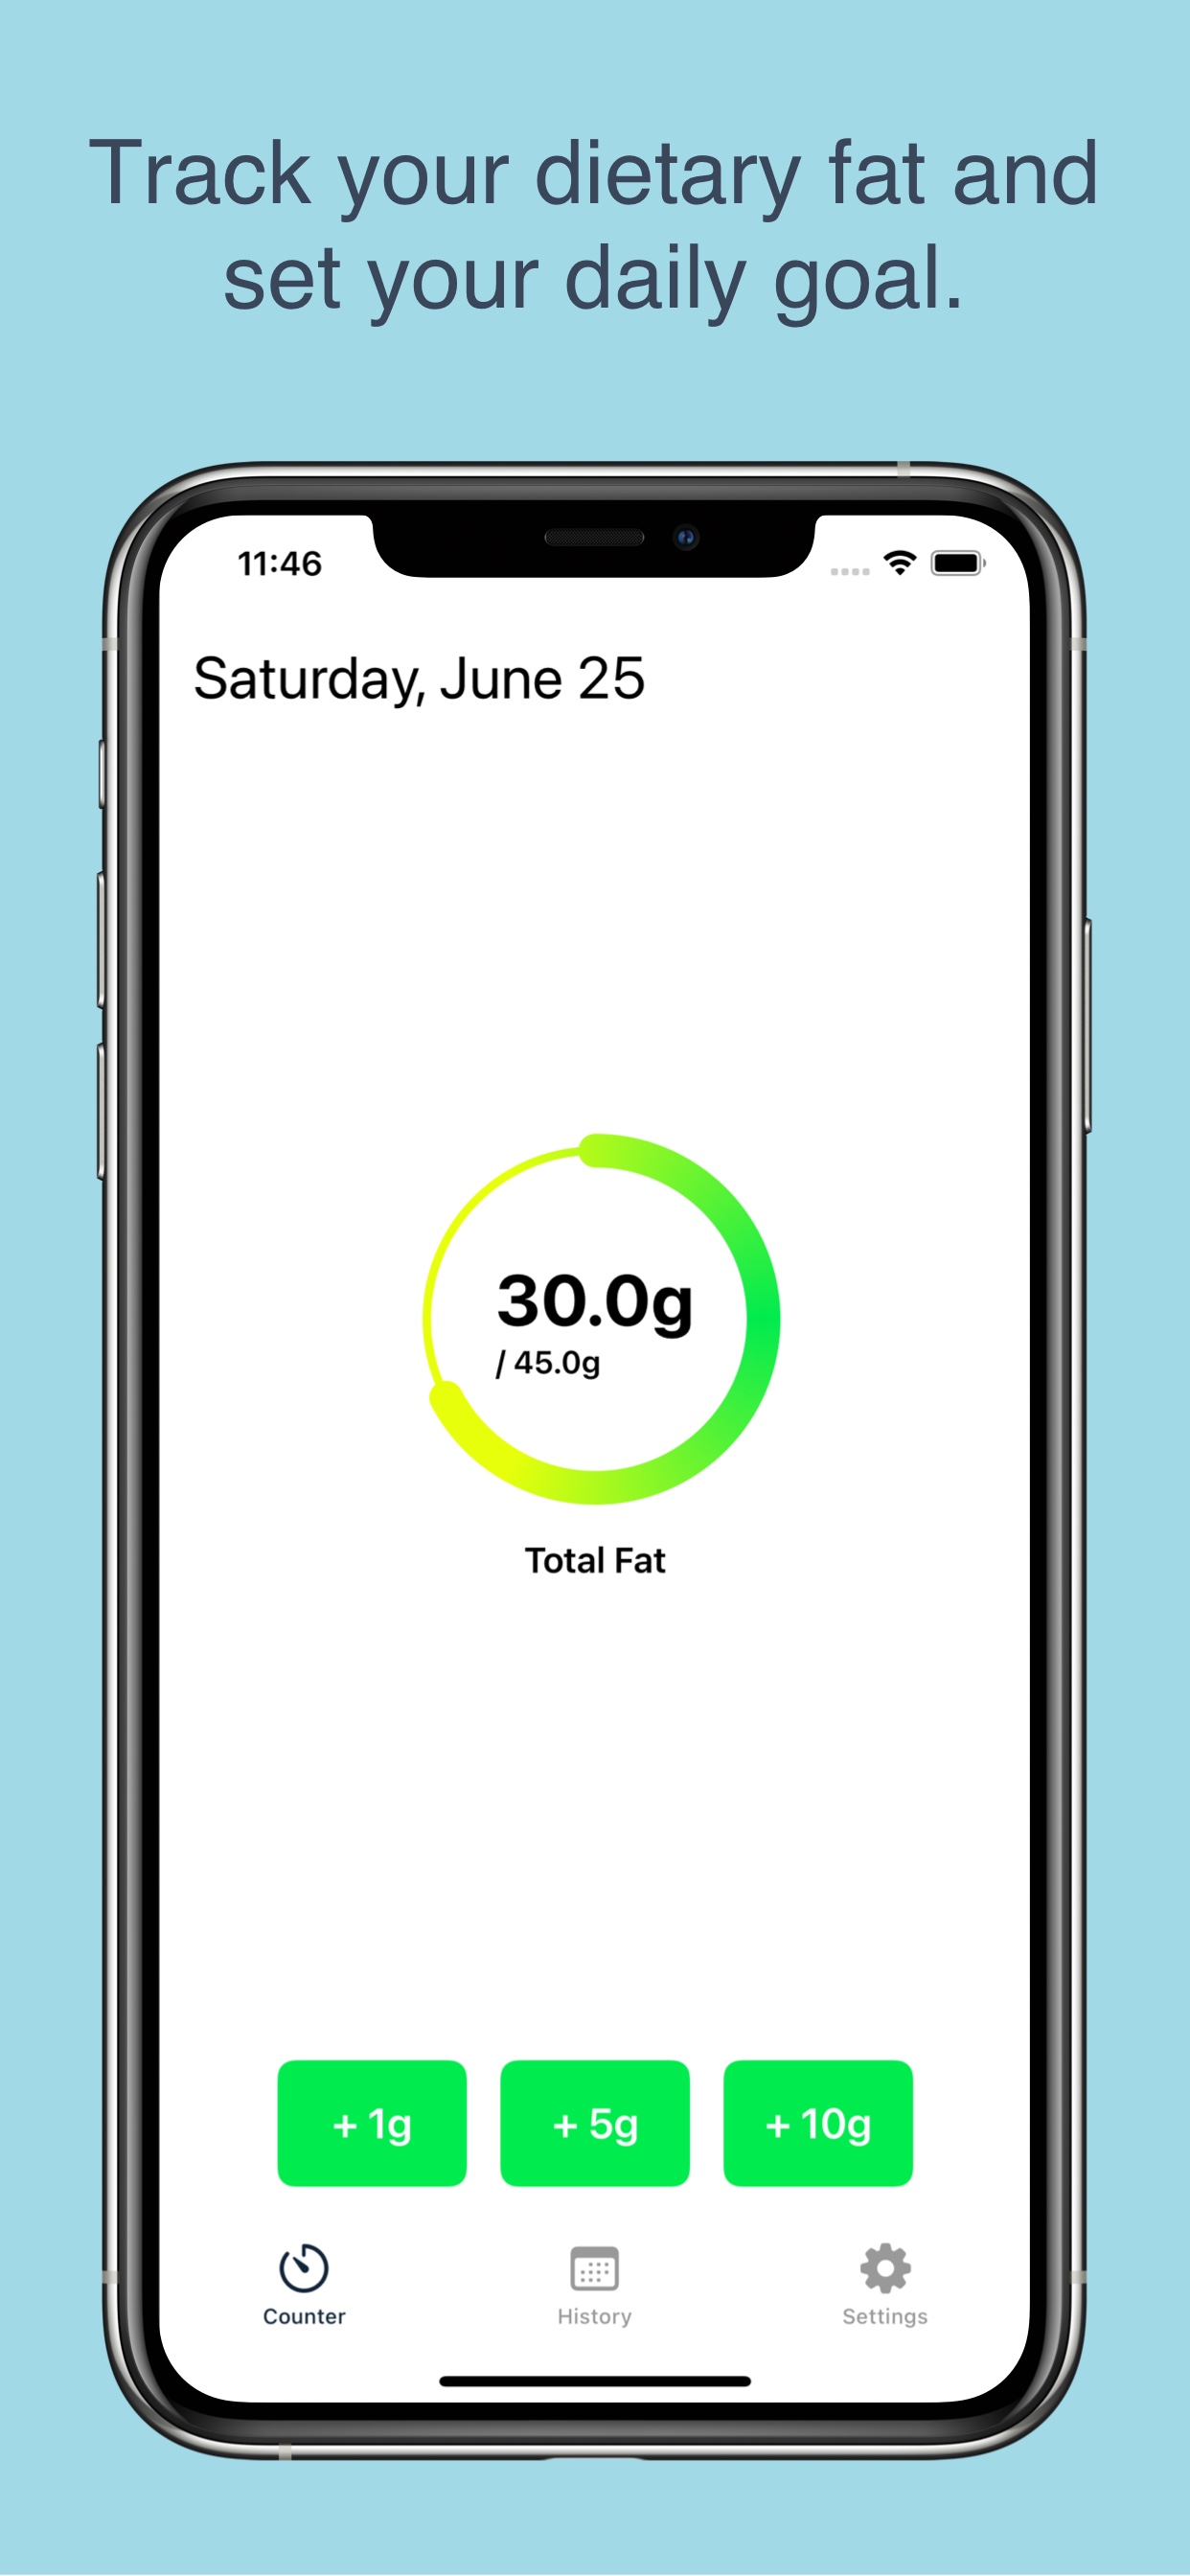 Track your dietary fat and
set your daily goal.
11:46
Saturday, June 25
30.0g
/ 45.0g
Total Fat
+ 1g
+ 5g
+ 10g
Counter
History
Settings